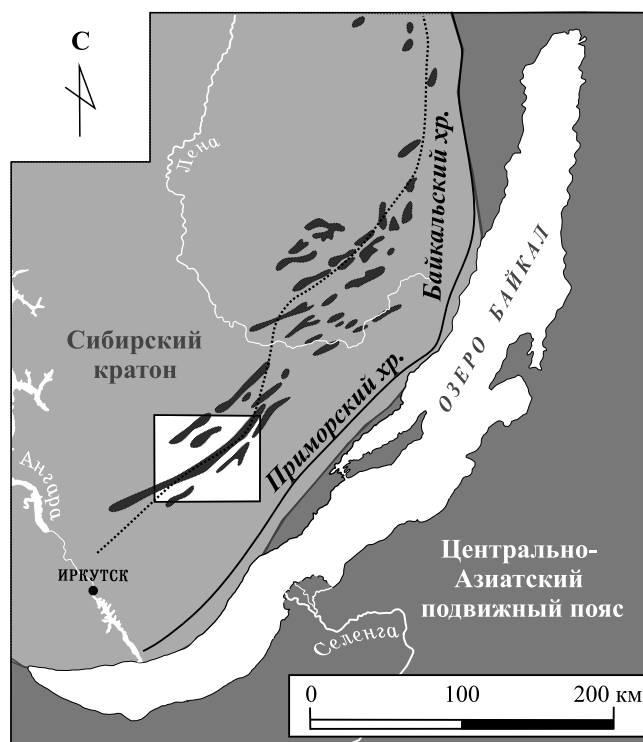 С
Лена
Байкальский хр.
ОЗЕРО БАЙКАЛ
Сибирский
кратон
Приморский хр.
Ангара
ИРКУТСК
Центрально-
Азиатский
подвижный пояс
Селенга
0 100 200 км